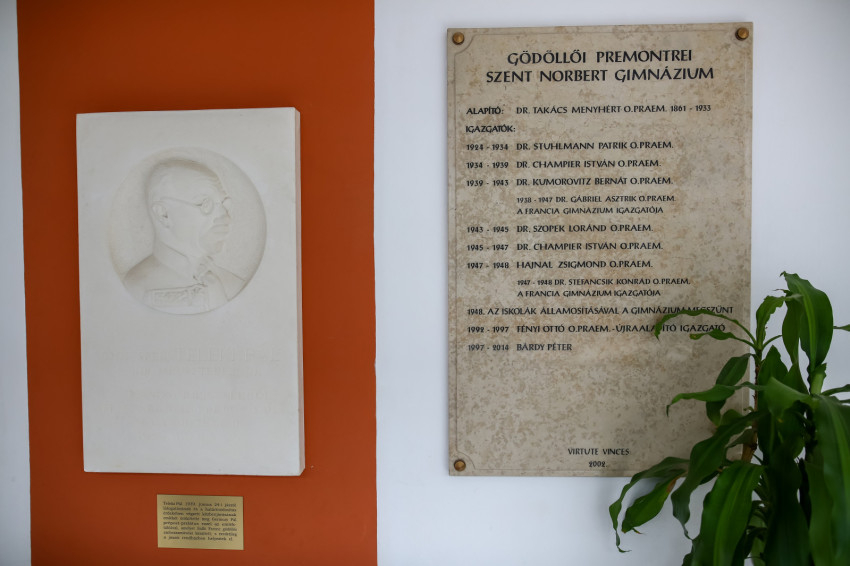 GÖDÖLLŐI PREMONTREI
SZENT NORBERT GIMNÁZIUM
ALAPÍTÓ: DR. TAKÁCS MENYHÉRT O.PRAEM. 1861 - 1933
IGAZGATÓK:
1924 - 1934 DR. STUHLMANN PATRIK O.PRAEM.
1934 - 1939 DR. CHAMPIER ISTVÁN O.PRAEM.
1939 - 1943 DR. KUMOROVITZ BERNÁT O.PRAEM.
1938 - 1947 DR. GÁBRIEL ASZTRIK O.PRAEM.
A FRANCIA GIMNÁZIUM IGAZGATÓJA
1943 - 1945 DR. SZOPEK LORÁND O.PRAEM.
1945 - 1947 DR. CHAMPIER ISTVÁN O.PRAEM.
1947 - 1948 HAJNAL ZSIGMOND O.PRAEM.
1947 - 1948 DR. STEFANCSIK KONRÁD O.PRAEM.
A FRANCIA GIMNÁZIUM IGAZGATÓJA
1948. AZ ISKOLÁK ÁLLAMOSÍTÁSÁVAL A GIMNÁZIUM MEGSZŰNT
1992 - 1997 FÉNYI OTTÓ O.PRAEM. - ÚJRAALAPÍTÓ IGAZGATÓ
1997 - 2014 BÁRDY PÉTER
VIRTUTE VINCES
2002.